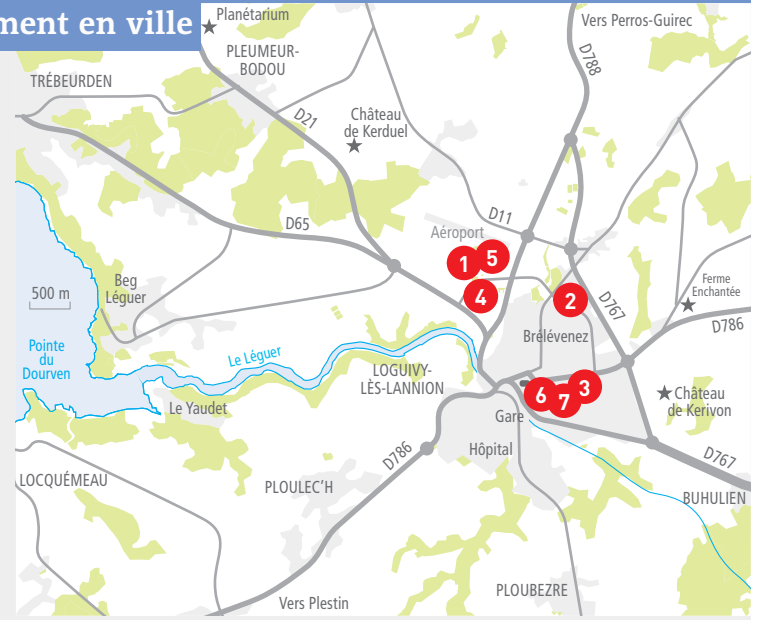 ment en ville
Planétarium
Vers Perros-Guirec
PLEUMEUR-
BODOU
D788
TRÉBEURDEN
D21
Château
de Kerduel
D11
D65
Aéroport
1
5
4
2
D767
Ferme
Enchantée
Beg
Léguer
500 m
D786
Brélévenez
Pointe
du
Dourven
Le Léguer
LOGUIVY-
LÈS-LANNION
6
7
3
Château
de Kerivon
Le Yaudet
Gare
Hôpital
D786
D767
LOCQUÉMEAU
PLOULEC'H
BUHULIEN
PLOUBEZRE
Vers Plestin